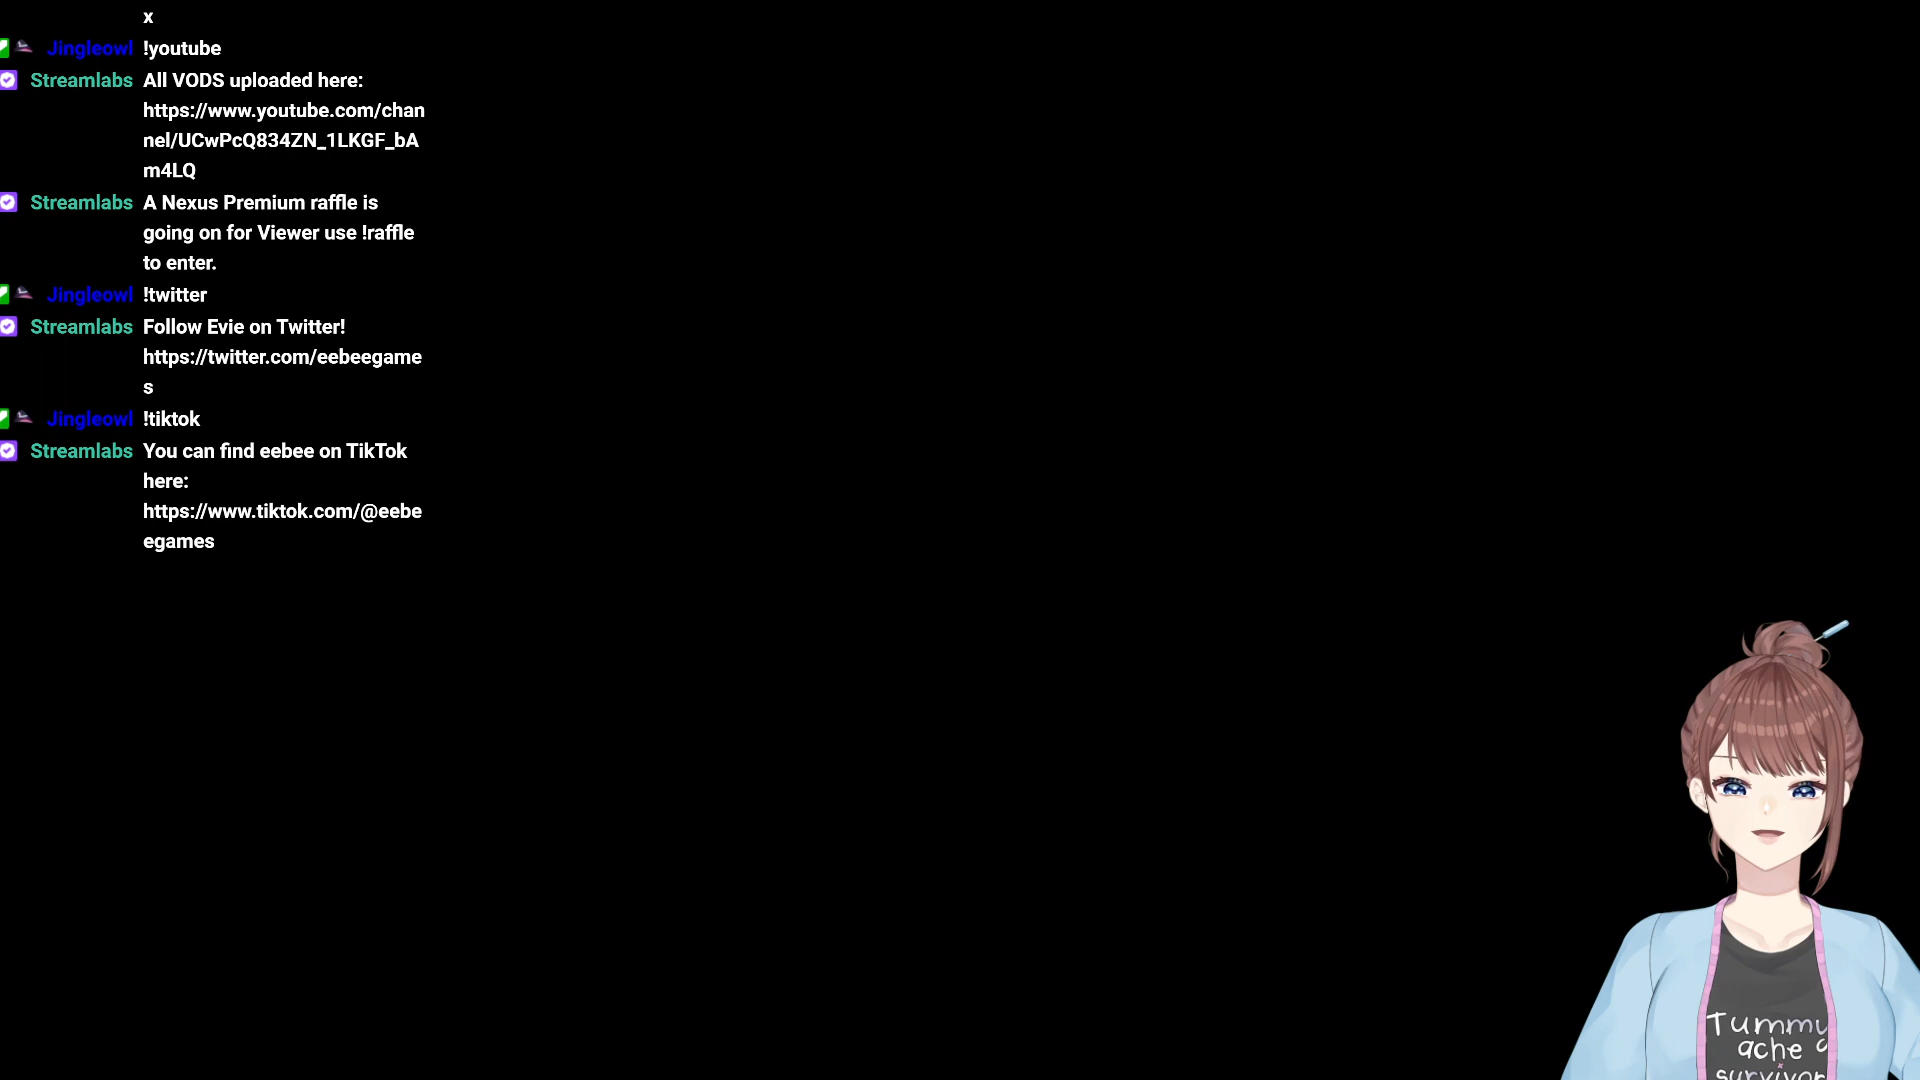 x
Jingleowl !youtube
Streamlabs All VODS uploaded here:
https://www.youtube.com/chan
nel/UCwPcQ834ZN_1LKGF_bA
m4LQ
Streamlabs A Nexus Premium raffle is
going on for Viewer use !raffle
to enter.
Jingleowl !twitter
Streamlabs Follow Evie on Twitter!
https://twitter.com/eebeegame
s
Jingleowl !tiktok
Streamlabs You can find eebee on TikTok
here:
https://www.tiktok.com/@eebe
egames
Tummy
ache
survivor